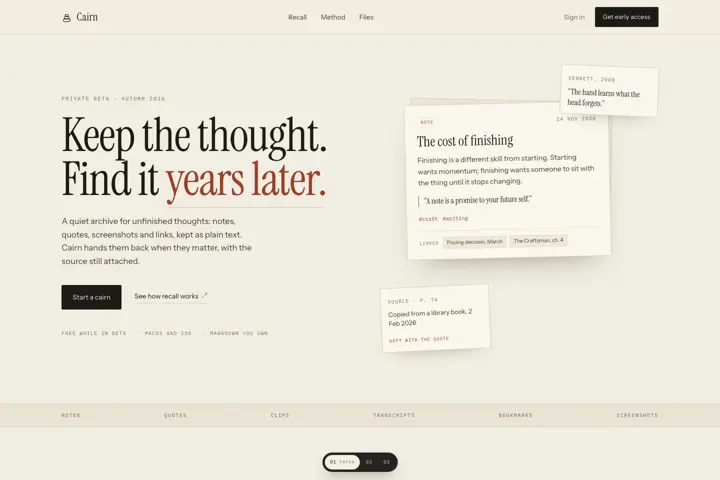 Cairn
Recall Method Files
Sign in
Get early access
PRIVATE BETA · AUTUMN 2026
Keep the thought.
Find it years later.
A quiet archive for unfinished thoughts: notes,
quotes, screenshots and links, kept as plain text.
Cairn hands them back when they matter, with the
source still attached.
Start a cairn
See how recall works ↗
FREE WHILE IN BETA · MACOS AND IOS · MARKDOWN YOU OWN
SENNETT, 2008
"The hand learns what the
head forgets."
NOTE
14 NOV 2026
The cost of finishing
Finishing is a different skill from starting. Starting
wants momentum; finishing wants someone to sit with
the thing until it stops changing.
"A note is a promise to your future self."
#craft #writing
LINKED
Pricing decision, March
The Craftsman, ch. 4
SOURCE · P. 74
Copied from a library book, 2
Feb 2026
KEPT WITH THE QUOTE
NOTES QUOTES CLIPS TRANSCRIPTS BOOKMARKS SCREENSHOTS
01 PAPER 02 03